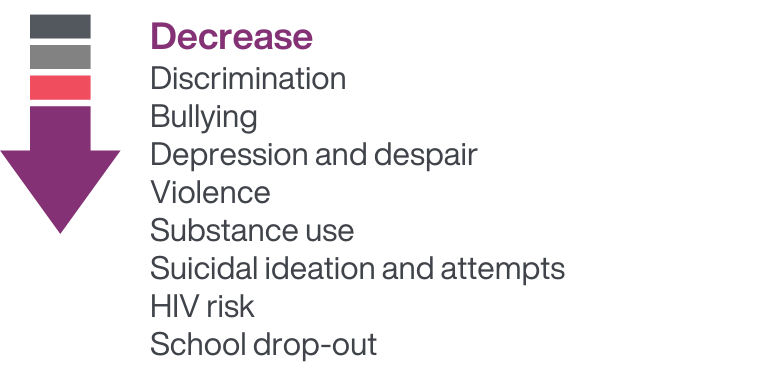 Decrease
Discrimination
Bullying
Depression and despair
Violence
Substance use
Suicidal ideation and attempts
HIV risk
School drop-out